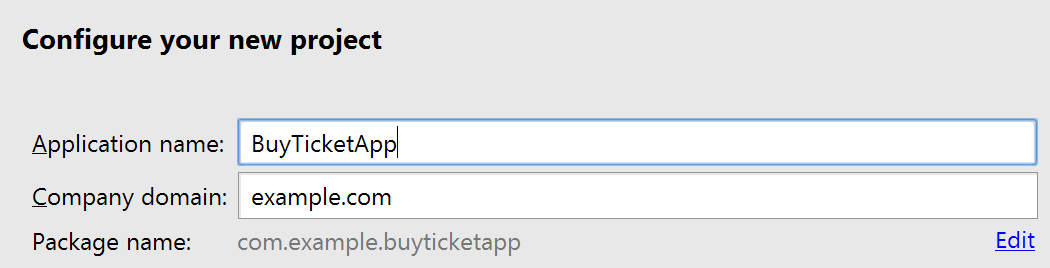 Configure your new project
Application name: BuyTicketApp
Company domain: example.com
Package name: com.example.buyticketapp Edit